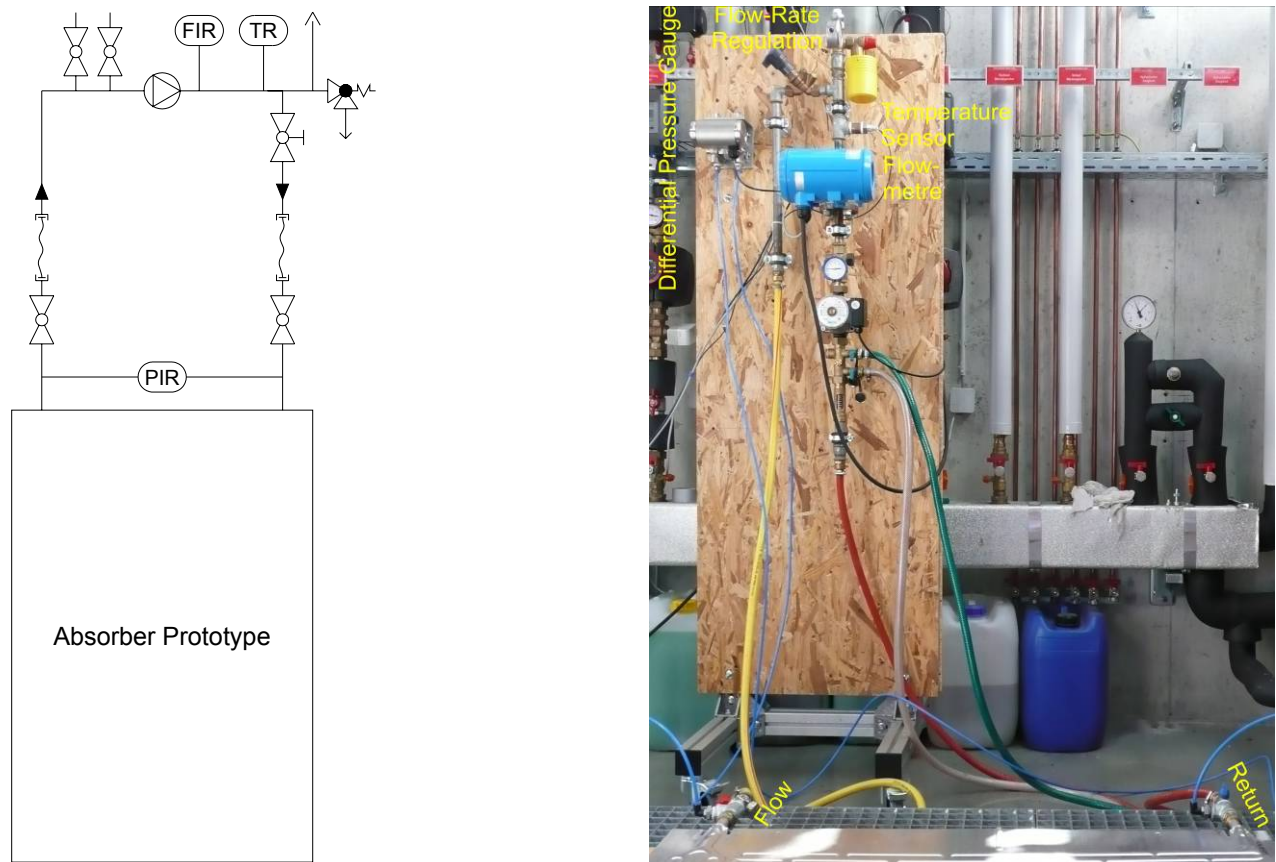 FIR
TR
PIR
Absorber Prototype
Flow-Rate
Regulation
Differential Pressure Gauge
Temperature
Sensor
Flow-
metre
Flow
Return